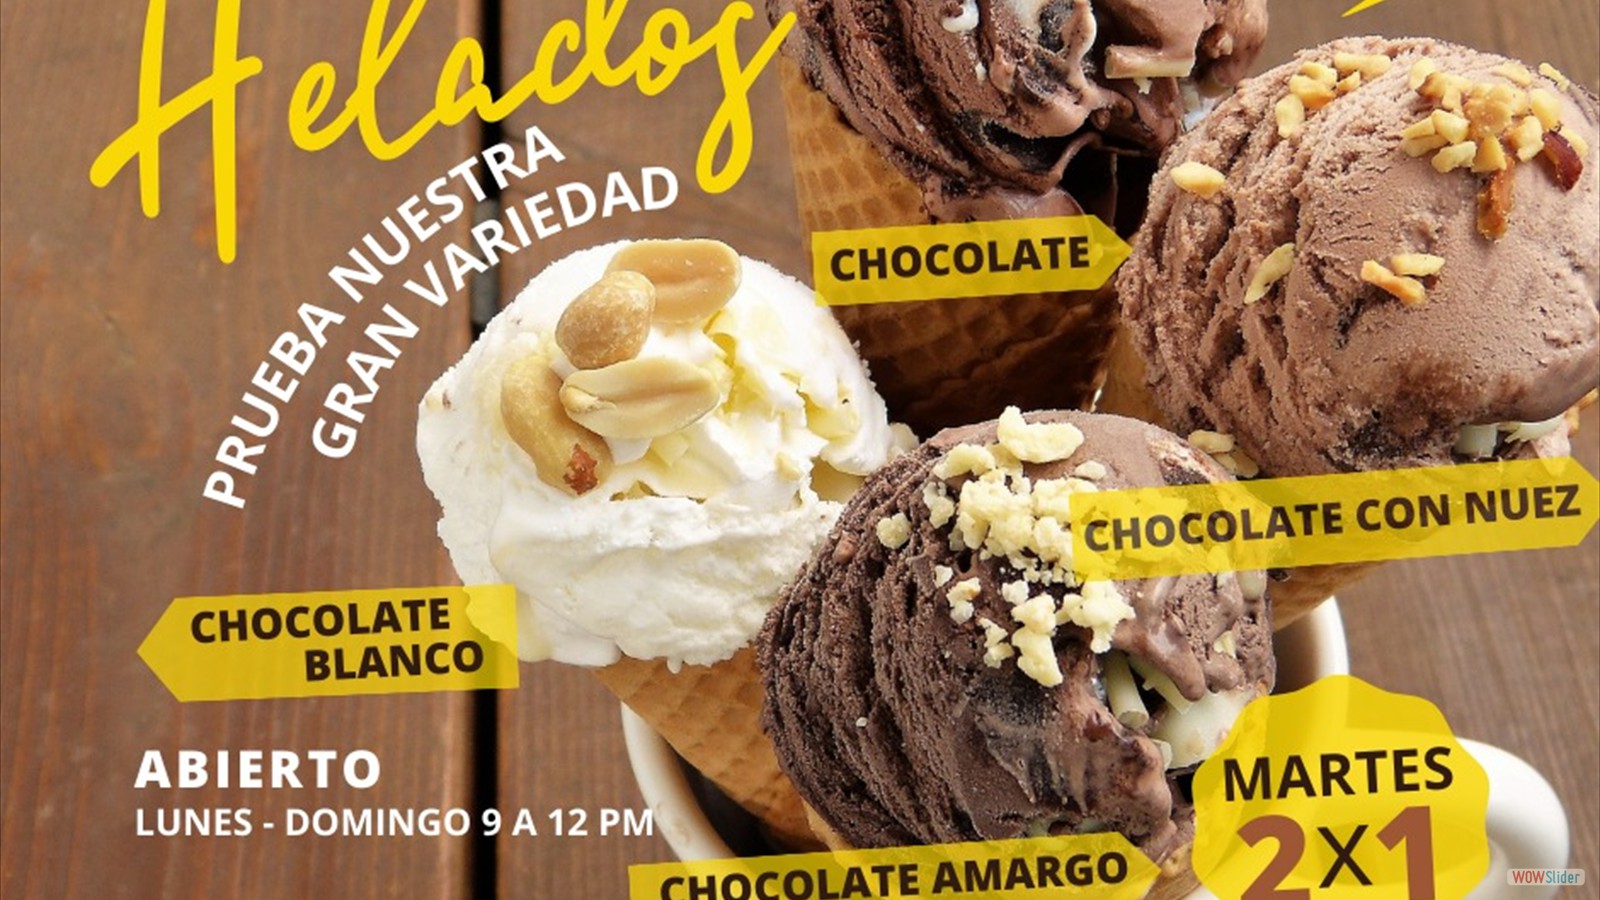 Helados
PRUEBA NUESTRA
GRAN VARIEDAD
CHOCOLATE
CHOCOLATE CON NUEZ
CHOCOLATE
BLANCO
ABIERTO
LUNES - DOMINGO 9 A 12 PM
CHOCOLATE AMARGO
MARTES
2X1
WOWSlider